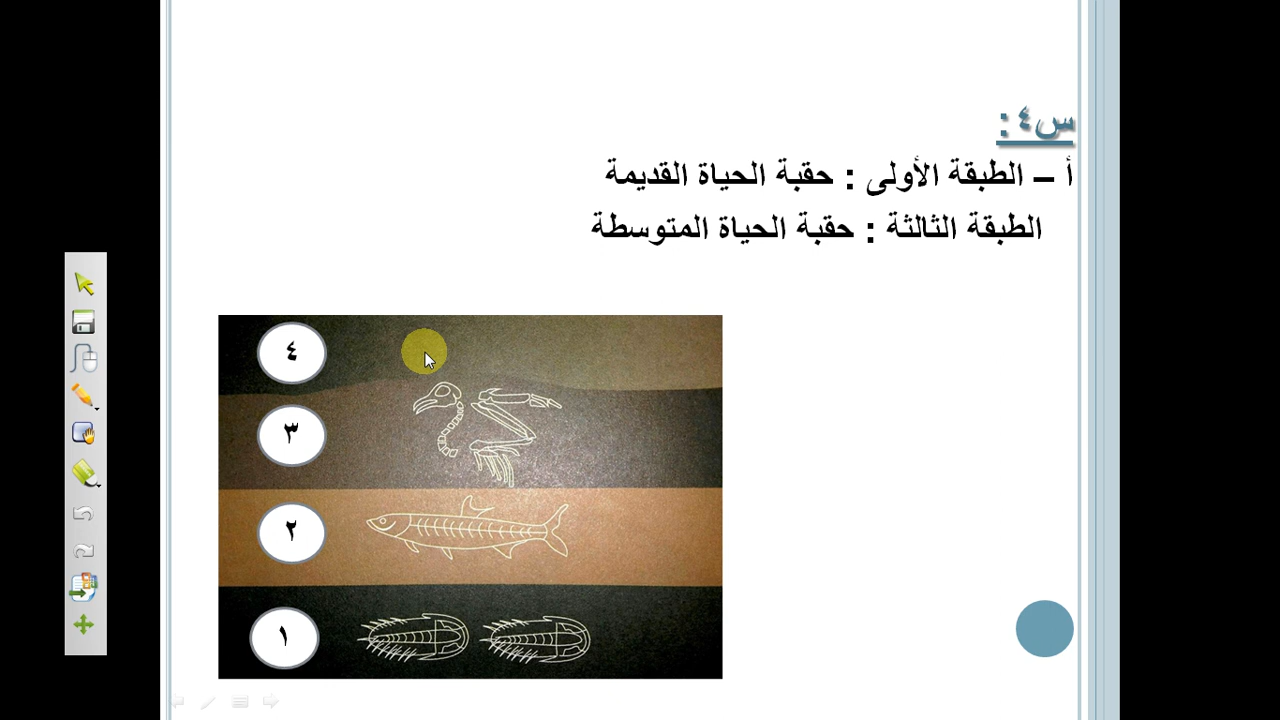 س٤ :
أ – الطبقة الأولى : حقبة الحياة القديمة
الطبقة الثالثة : حقبة الحياة المتوسطة
٤
٣
٢
١